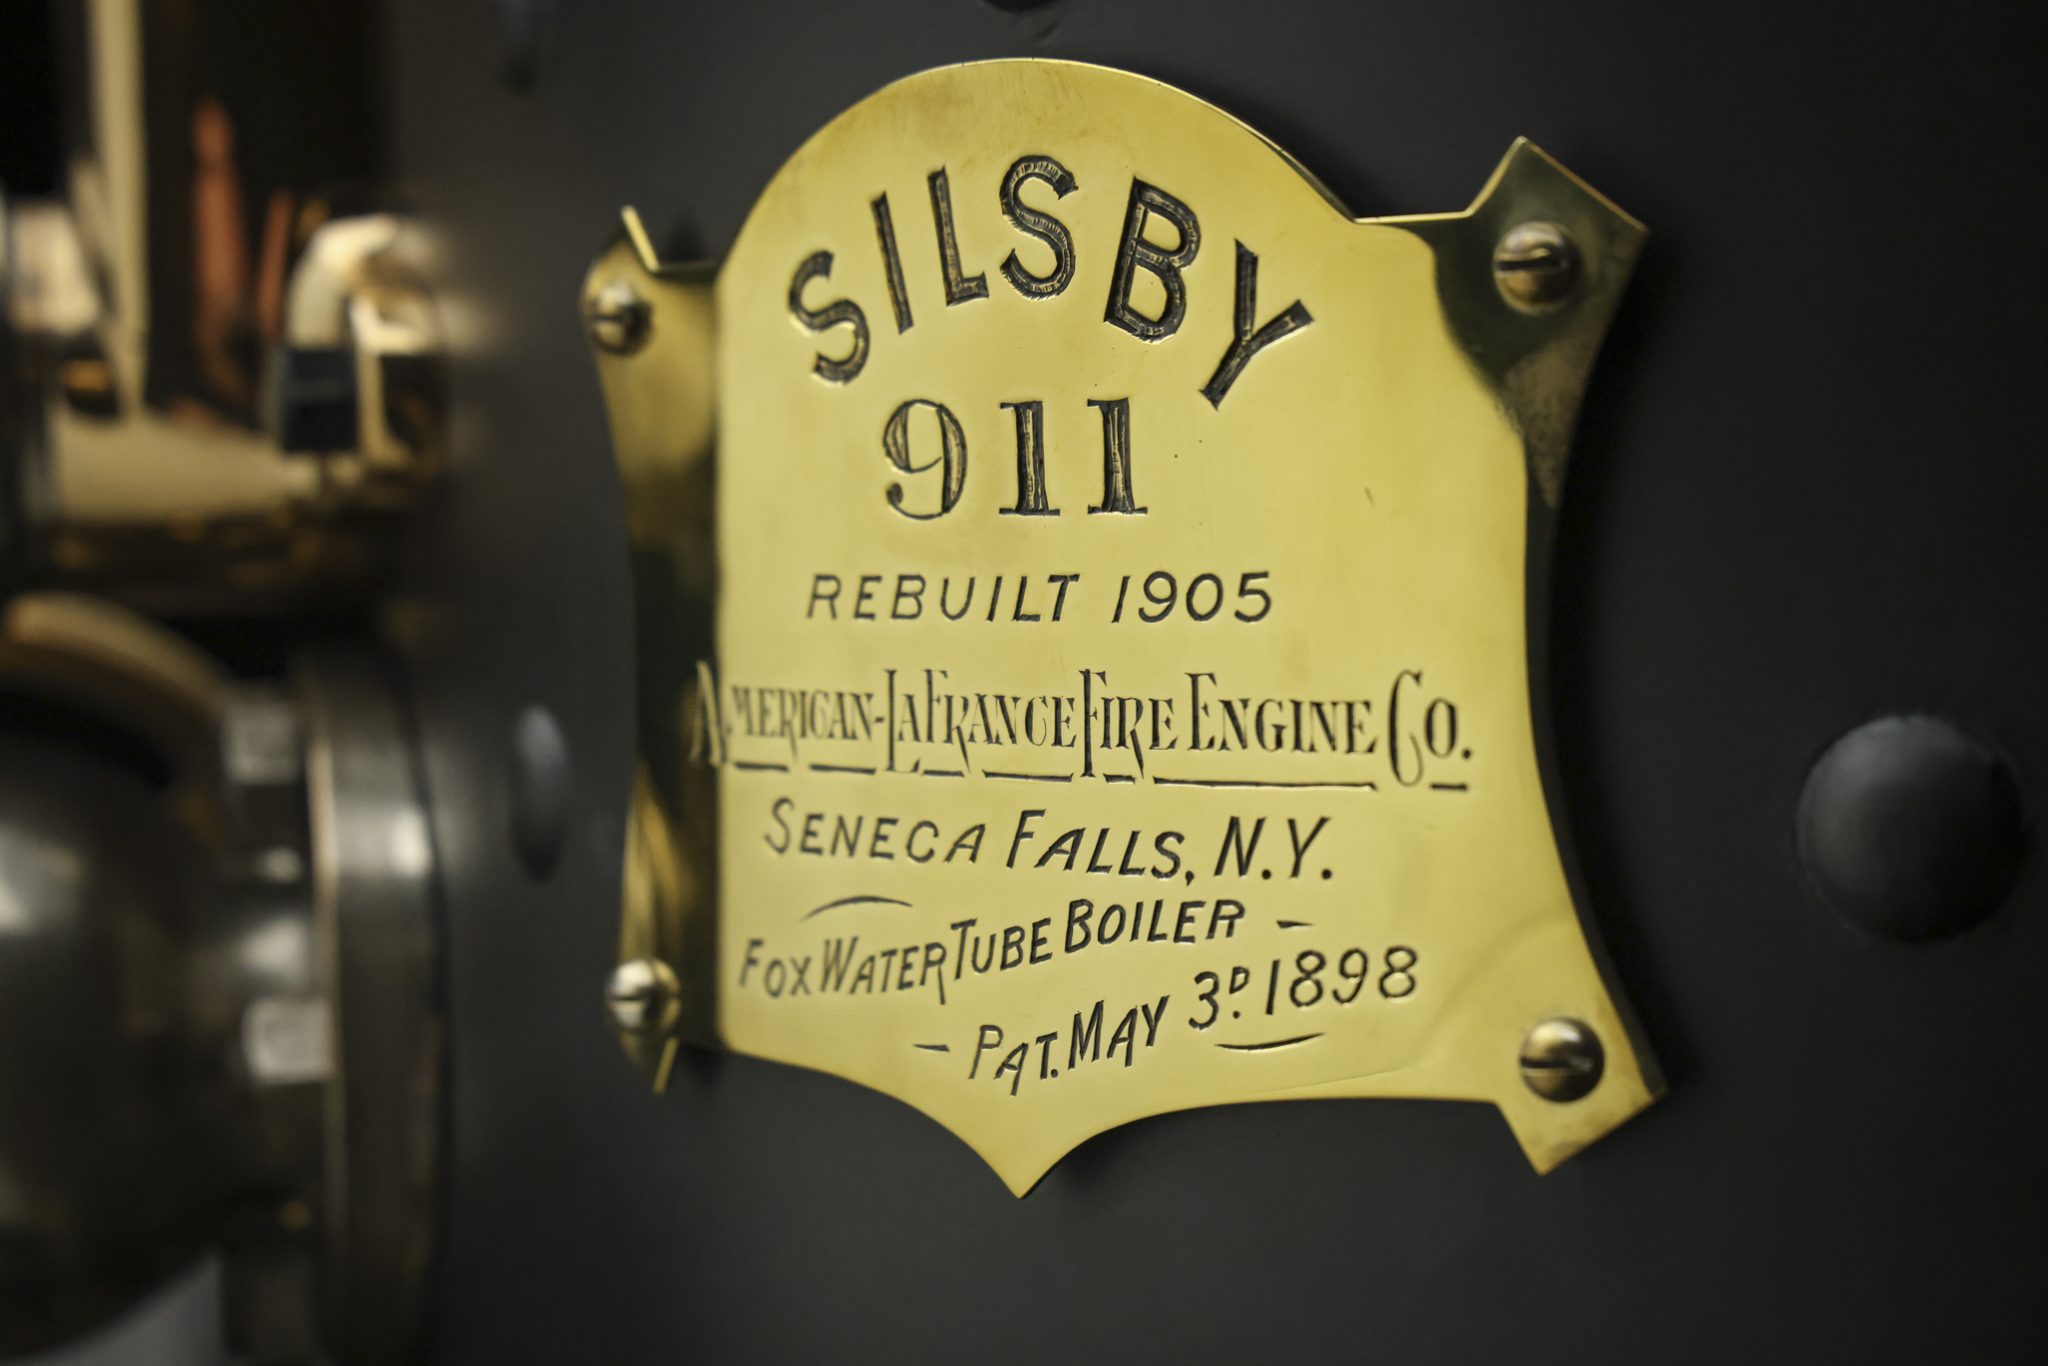 SILSBY
911
REBUILT 1905
AMERICAN-LAFRANCE FIRE ENGINE CO.
SENECA FALLS, N.Y.
FOX WATER TUBE BOILER -
- PAT. MAY 3D. 1898